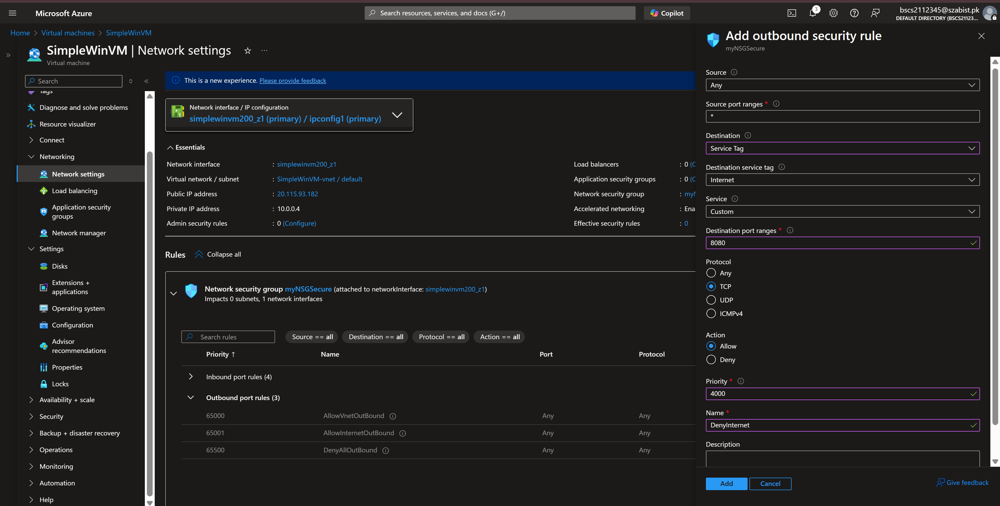 Microsoft Azure
Search resources, services, and docs (G+/)
Copilot
3
bscs2112345@szabist.pk
DEFAULT DIRECTORY (BSCS21123...
Home > Virtual machines > SimpleWinVM
SimpleWinVM | Network settings
...
Virtual machine
Search
Tags
Diagnose and solve problems
Resource visualizer
Connect
Networking
Network settings
Load balancing
Application security
groups
Network manager
Settings
Disks
Extensions +
applications
Operating system
Configuration
Advisor
recommendations
Properties
Locks
Availability + scale
Security
Backup + disaster recovery
Operations
Monitoring
Automation
Help
This is a new experience. Please provide feedback
Network interface / IP configuration
simplewinvm200_z1 (primary) / ipconfig1 (primary)
Essentials
Network interface : simplewinvm200_z1
Virtual network / subnet : SimpleWinVM-vnet / default
Public IP address : 20.115.93.182
Private IP address : 10.0.0.4
Admin security rules : 0 (Configure)
Load balancers : 0 (C
Application security groups : 0 (C
Network security group : myN
Accelerated networking : Ena
Effective security rules : 0
Rules
Collapse all
Network security group myNSGSecure (attached to networkInterface: simplewinvm200_z1)
Impacts 0 subnets, 1 network interfaces
Search rules
Source == all
Destination == all
Protocol == all
Action == all
Priority ↑ Name Port Protocol
Inbound port rules (4)
Outbound port rules (3)
65000 AllowVnetOutBound Any Any
65001 AllowInternetOutBound Any Any
65500 DenyAllOutBound Any Any
Add outbound security rule
myNSGSecure
Source
Any
Source port ranges *
*
Destination
Service Tag
Destination service tag
Internet
Service
Custom
Destination port ranges *
8080
Protocol
Any
TCP
UDP
ICMPv4
Action
Allow
Deny
Priority *
4000
Name *
DenyInternet
Description
Add
Cancel
Give feedback